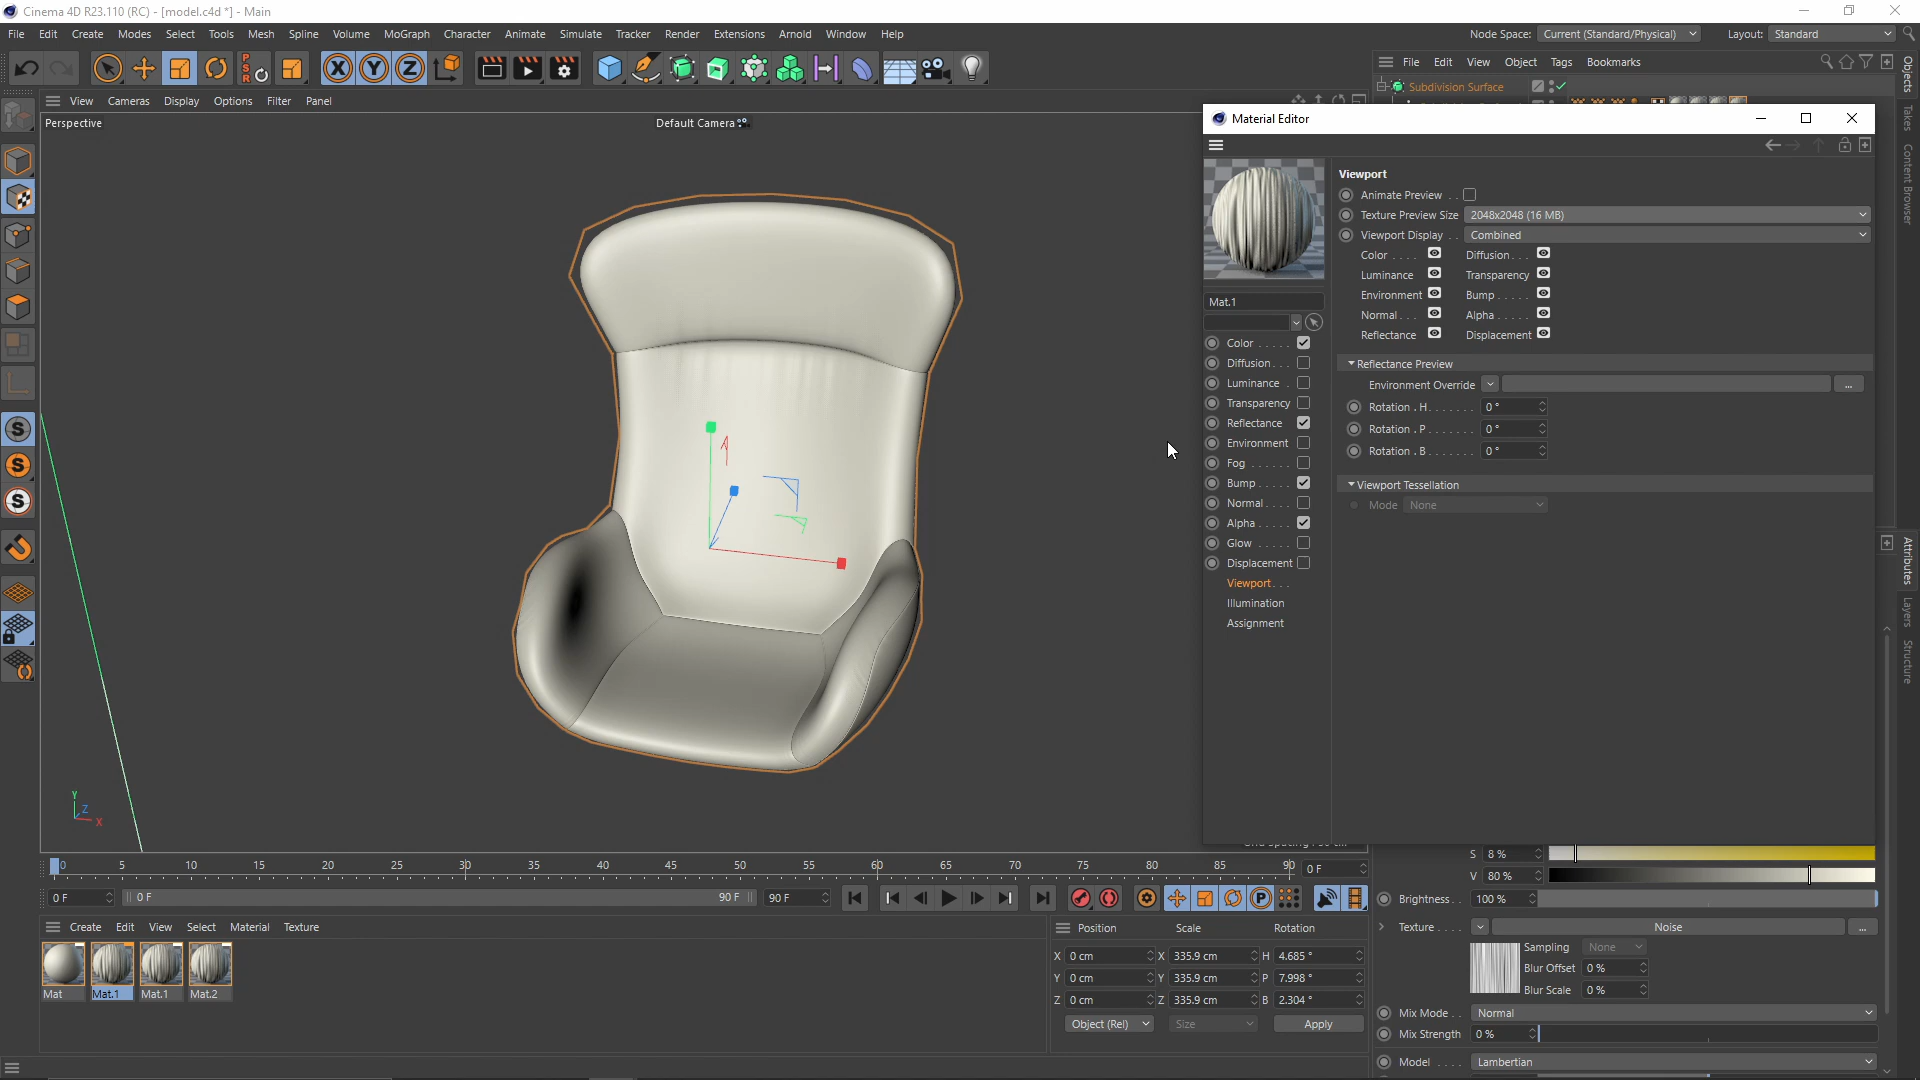 Cinema 4D R23.110 (RC) - [model.c4d *] - Main
File Edit Create Modes Select Tools Mesh Spline Volume MoGraph Character Animate Simulate Tracker Render Extensions Arnold Window Help
Node Space: Current (Standard/Physical) Layout: Standard
PSR X Y Z
File Edit View Object Tags Bookmarks
Subdivision Surface
View Cameras Display Options Filter Panel
Perspective
Default Camera
Material Editor
Viewport
Animate Preview
Texture Preview Size 2048x2048 (16 MB)
Viewport Display Combined
Color Diffusion
Luminance Transparency
Environment Bump
Normal Alpha
Reflectance Displacement
Reflectance Preview
Environment Override ...
Rotation . H 0 °
Rotation . P 0 °
Rotation . B 0 °
Viewport Tessellation
Mode None
Mat.1
Color
Diffusion
Luminance
Transparency
Reflectance
Environment
Fog
Bump
Normal
Alpha
Glow
Displacement
Viewport
Illumination
Assignment
Objects
Takes
Content Browser
Attributes
Layers
Structure
S
S
S
Y
Z
X
0 5 10 15 20 25 30 35 40 45 50 55 60 65 70 75 80 85 90 0 F
0 F 0 F 90 F 90 F
P
Create Edit View Select Material Texture
Mat Mat.1 Mat.1 Mat.2
Position Scale Rotation
X 0 cm X 335.9 cm H 4.685 °
Y 0 cm Y 335.9 cm P 7.998 °
Z 0 cm Z 335.9 cm B 2.304 °
Object (Rel) Size Apply
S 8 %
V 80 %
Brightness 100 %
Texture Noise ...
Sampling None
Blur Offset 0 %
Blur Scale 0 %
Mix Mode Normal
Mix Strength 0 %
Model Lambertian